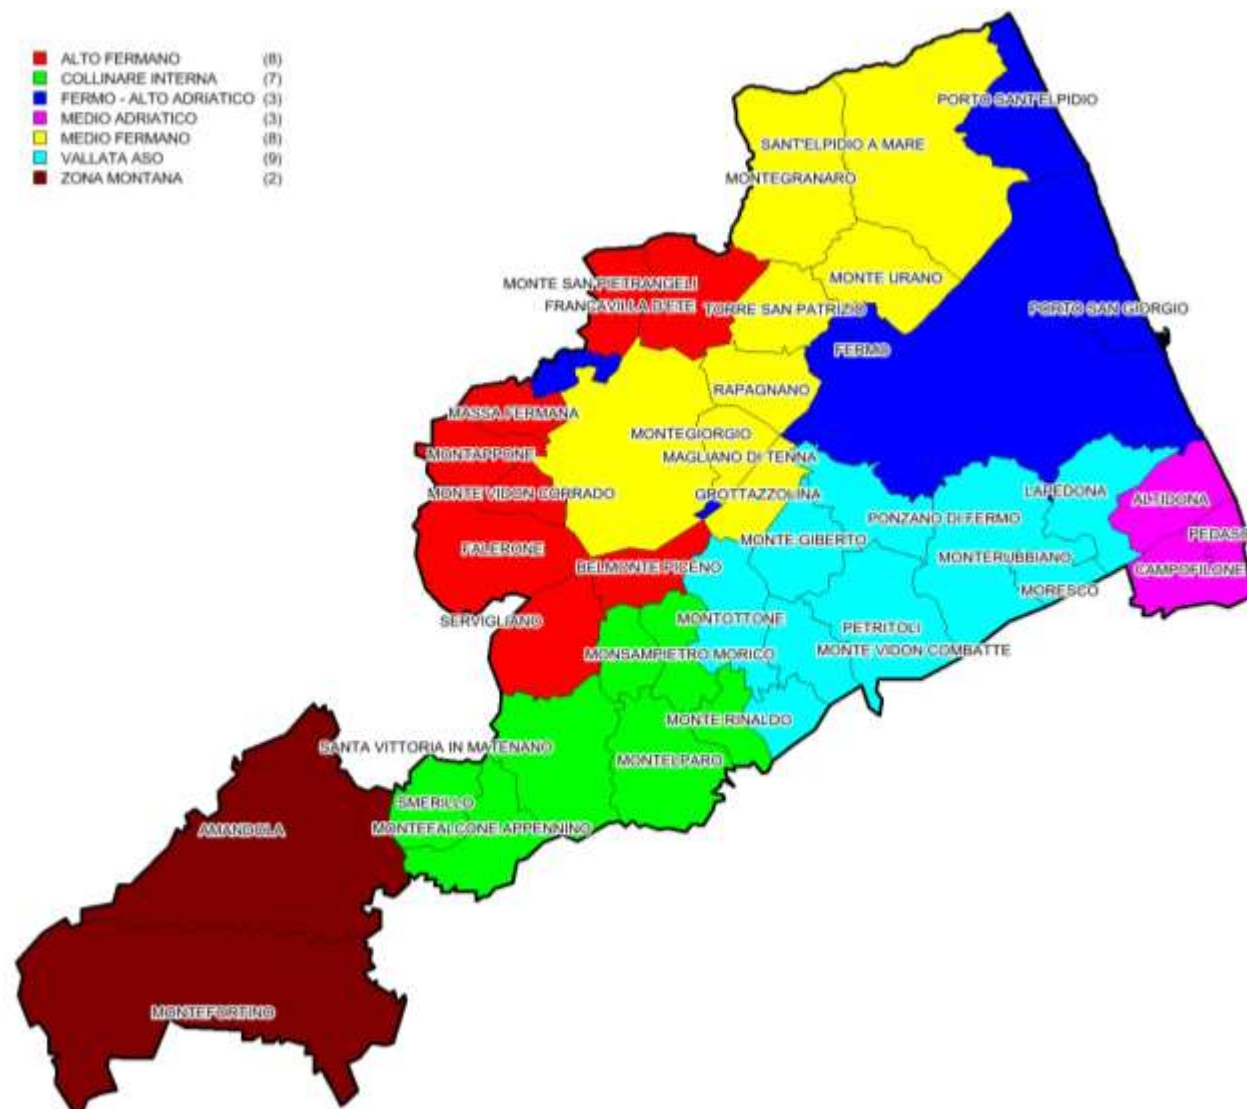 ALTO FERMANO (8)
COLLINARE INTERNA (7)
FERMO - ALTO ADRIATICO (3)
MEDIO ADRIATICO (3)
MEDIO FERMANO (8)
VALLATA ASO (9)
ZONA MONTANA (2)
PORTO SANT'ELPIDIO
SANT'ELPIDIO A MARE
MONTEGRANARO
MONTE URANO
MONTE SAN PIETRANGELI
FRANCAVILLA D'ETE
TORRE SAN PATRIZIO
PORTO SAN GIORGIO
FERMO
RAPAGNANO
MASSA FERMANA
MONTEGIORGIO
MONTAPPONE
MAGLIANO DI TENNA
MONTE VIDON CORRADO
GROTTAZZOLINA
LAPEDONA
ALTIDONA
PONZANO DI FERMO
PEDASO
MONTE GIBERTO
FALERONE
MONTERUBBIANO
BELMONTE PICENO
CAMPOFILONE
MORESCO
SERVIGLIANO
MONTOTTONE
PETRITOLI
MONSAMPIETRO MORICO
MONTE VIDON COMBATTE
MONTE RINALDO
SANTA VITTORIA IN MATENANO
MONTELPARO
SMERILLO
AMANDOLA
MONTEFALCONE APPENNINO
MONTEFORTINO